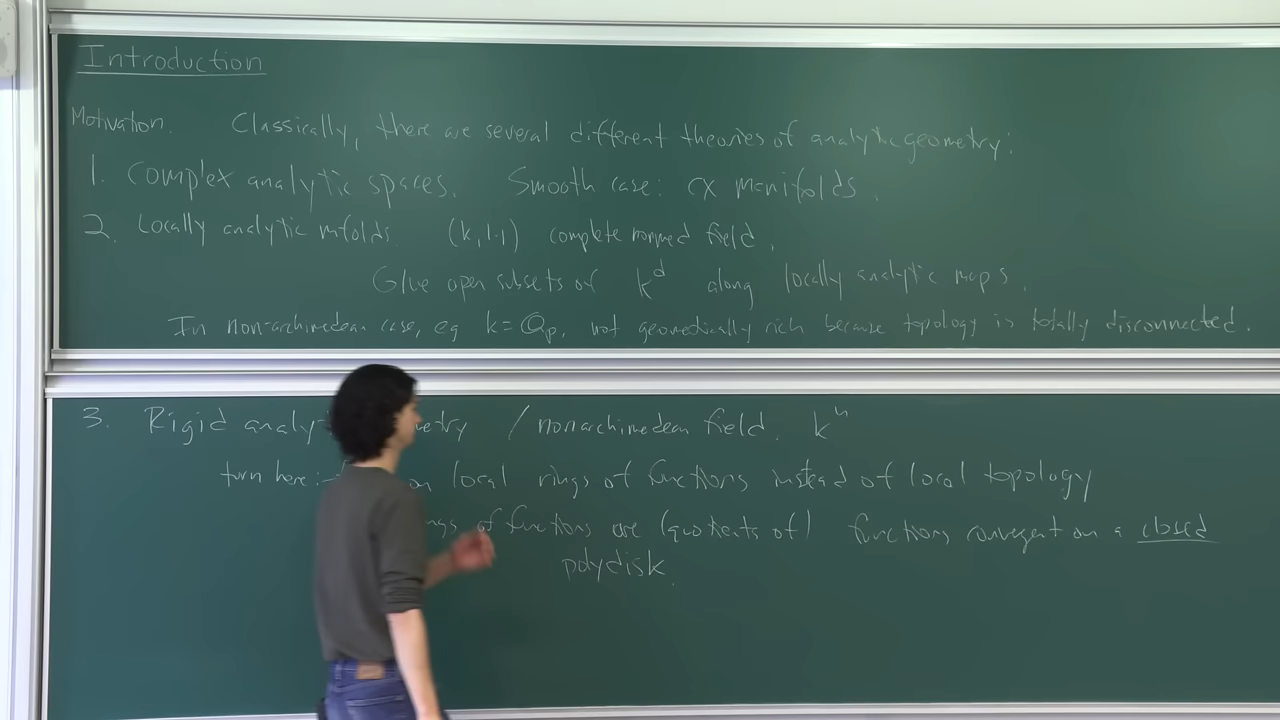 Introduction
Motivation. Classically, there are several different theories of analytic geometry:
1. Complex analytic spaces. Smooth case: cx manifolds.
2. Locally analytic mfolds. (k, |·|) complete normed field.
Glue open subsets of k^d along locally analytic maps.
In non-archimedean case, eg k = ℚ_p, not geometrically rich because topology is totally disconnected.
3. Rigid analy metry / nonarchimedean field. k
turn here: on local rings of functions instead of local topology
of functions are (quotients of) functions convergent on a closed
polydisk.